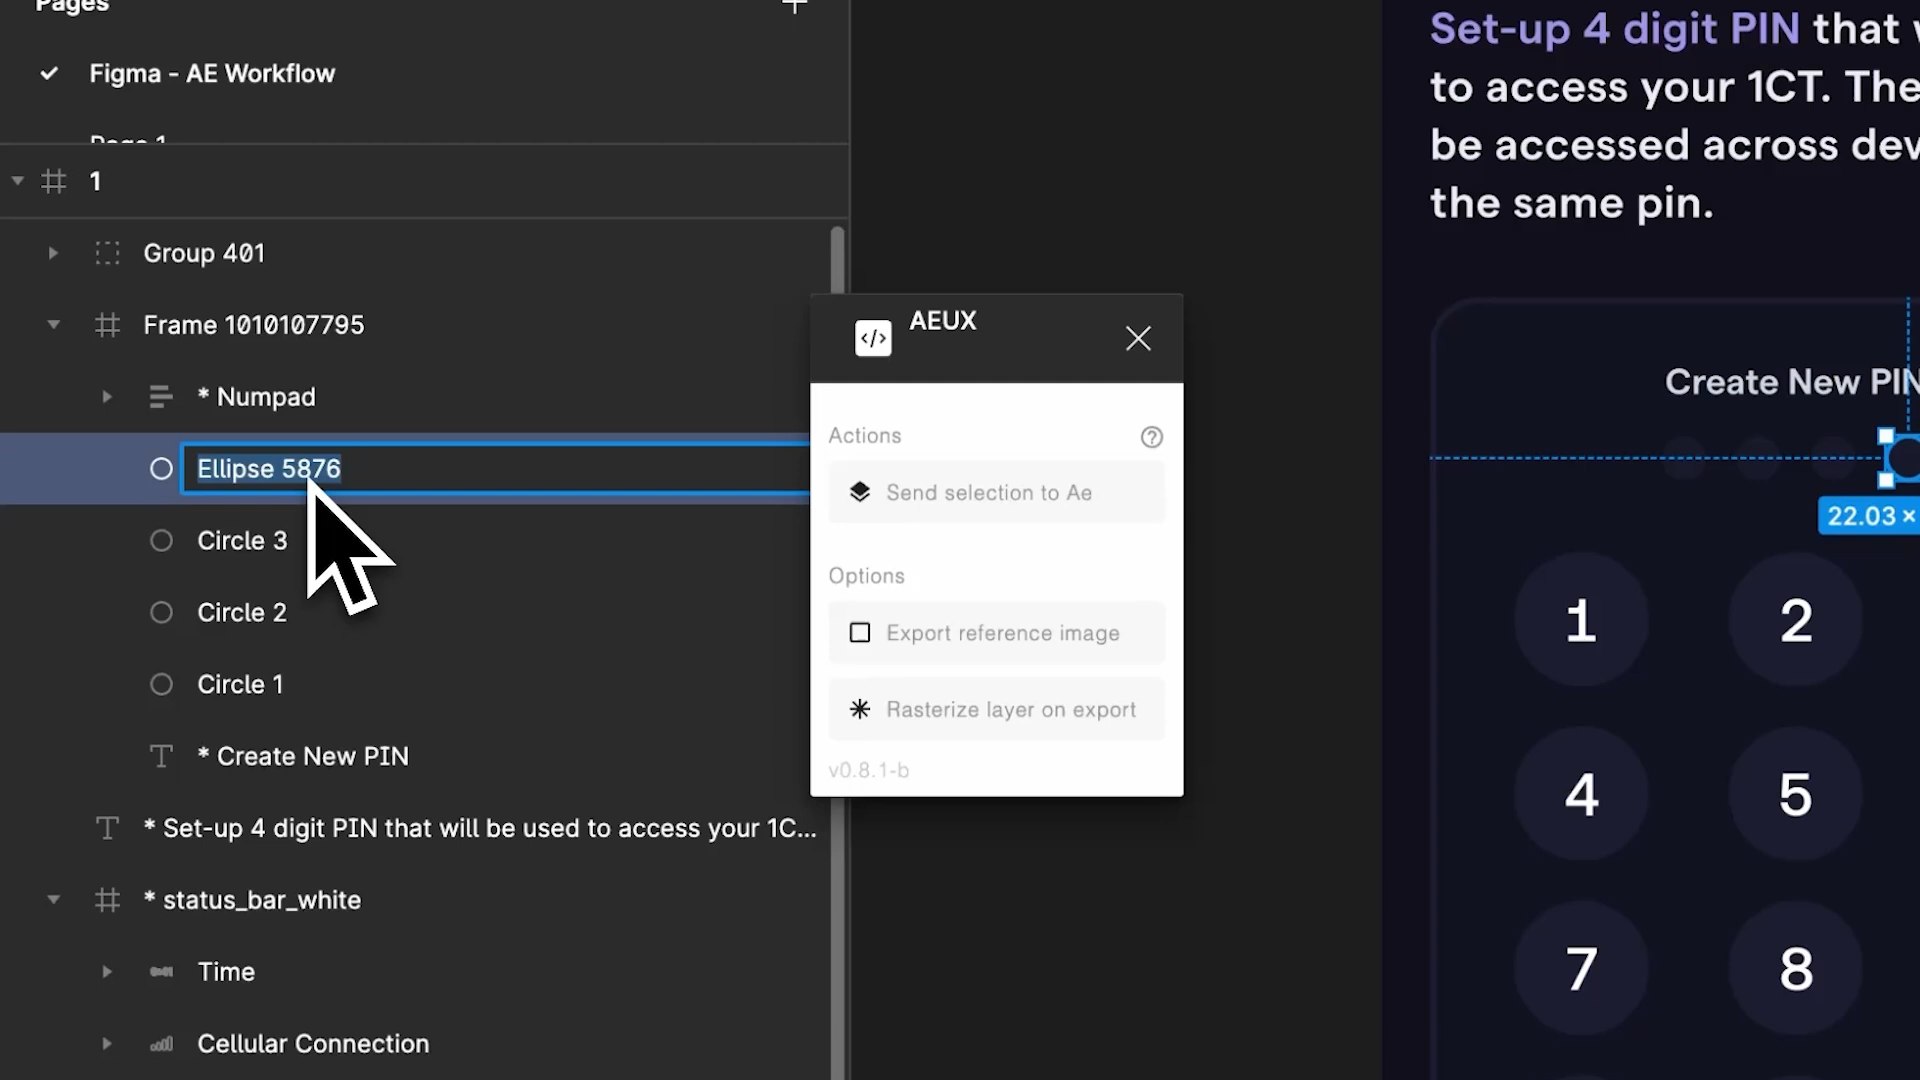 Pages
Figma - AE Workflow
Page 1
1
Group 401
Frame 1010107795
* Numpad
Ellipse 5876
Circle 3
Circle 2
Circle 1
* Create New PIN
* Set-up 4 digit PIN that will be used to access your 1C...
* status_bar_white
Time
Cellular Connection
AEUX
Actions
Send selection to Ae
Options
Export reference image
Rasterize layer on export
v0.8.1-b
Set-up 4 digit PIN that
to access your 1CT. The
be accessed across dev
the same pin.
Create New PIN
22.03 ×
1 2
4 5
7 8